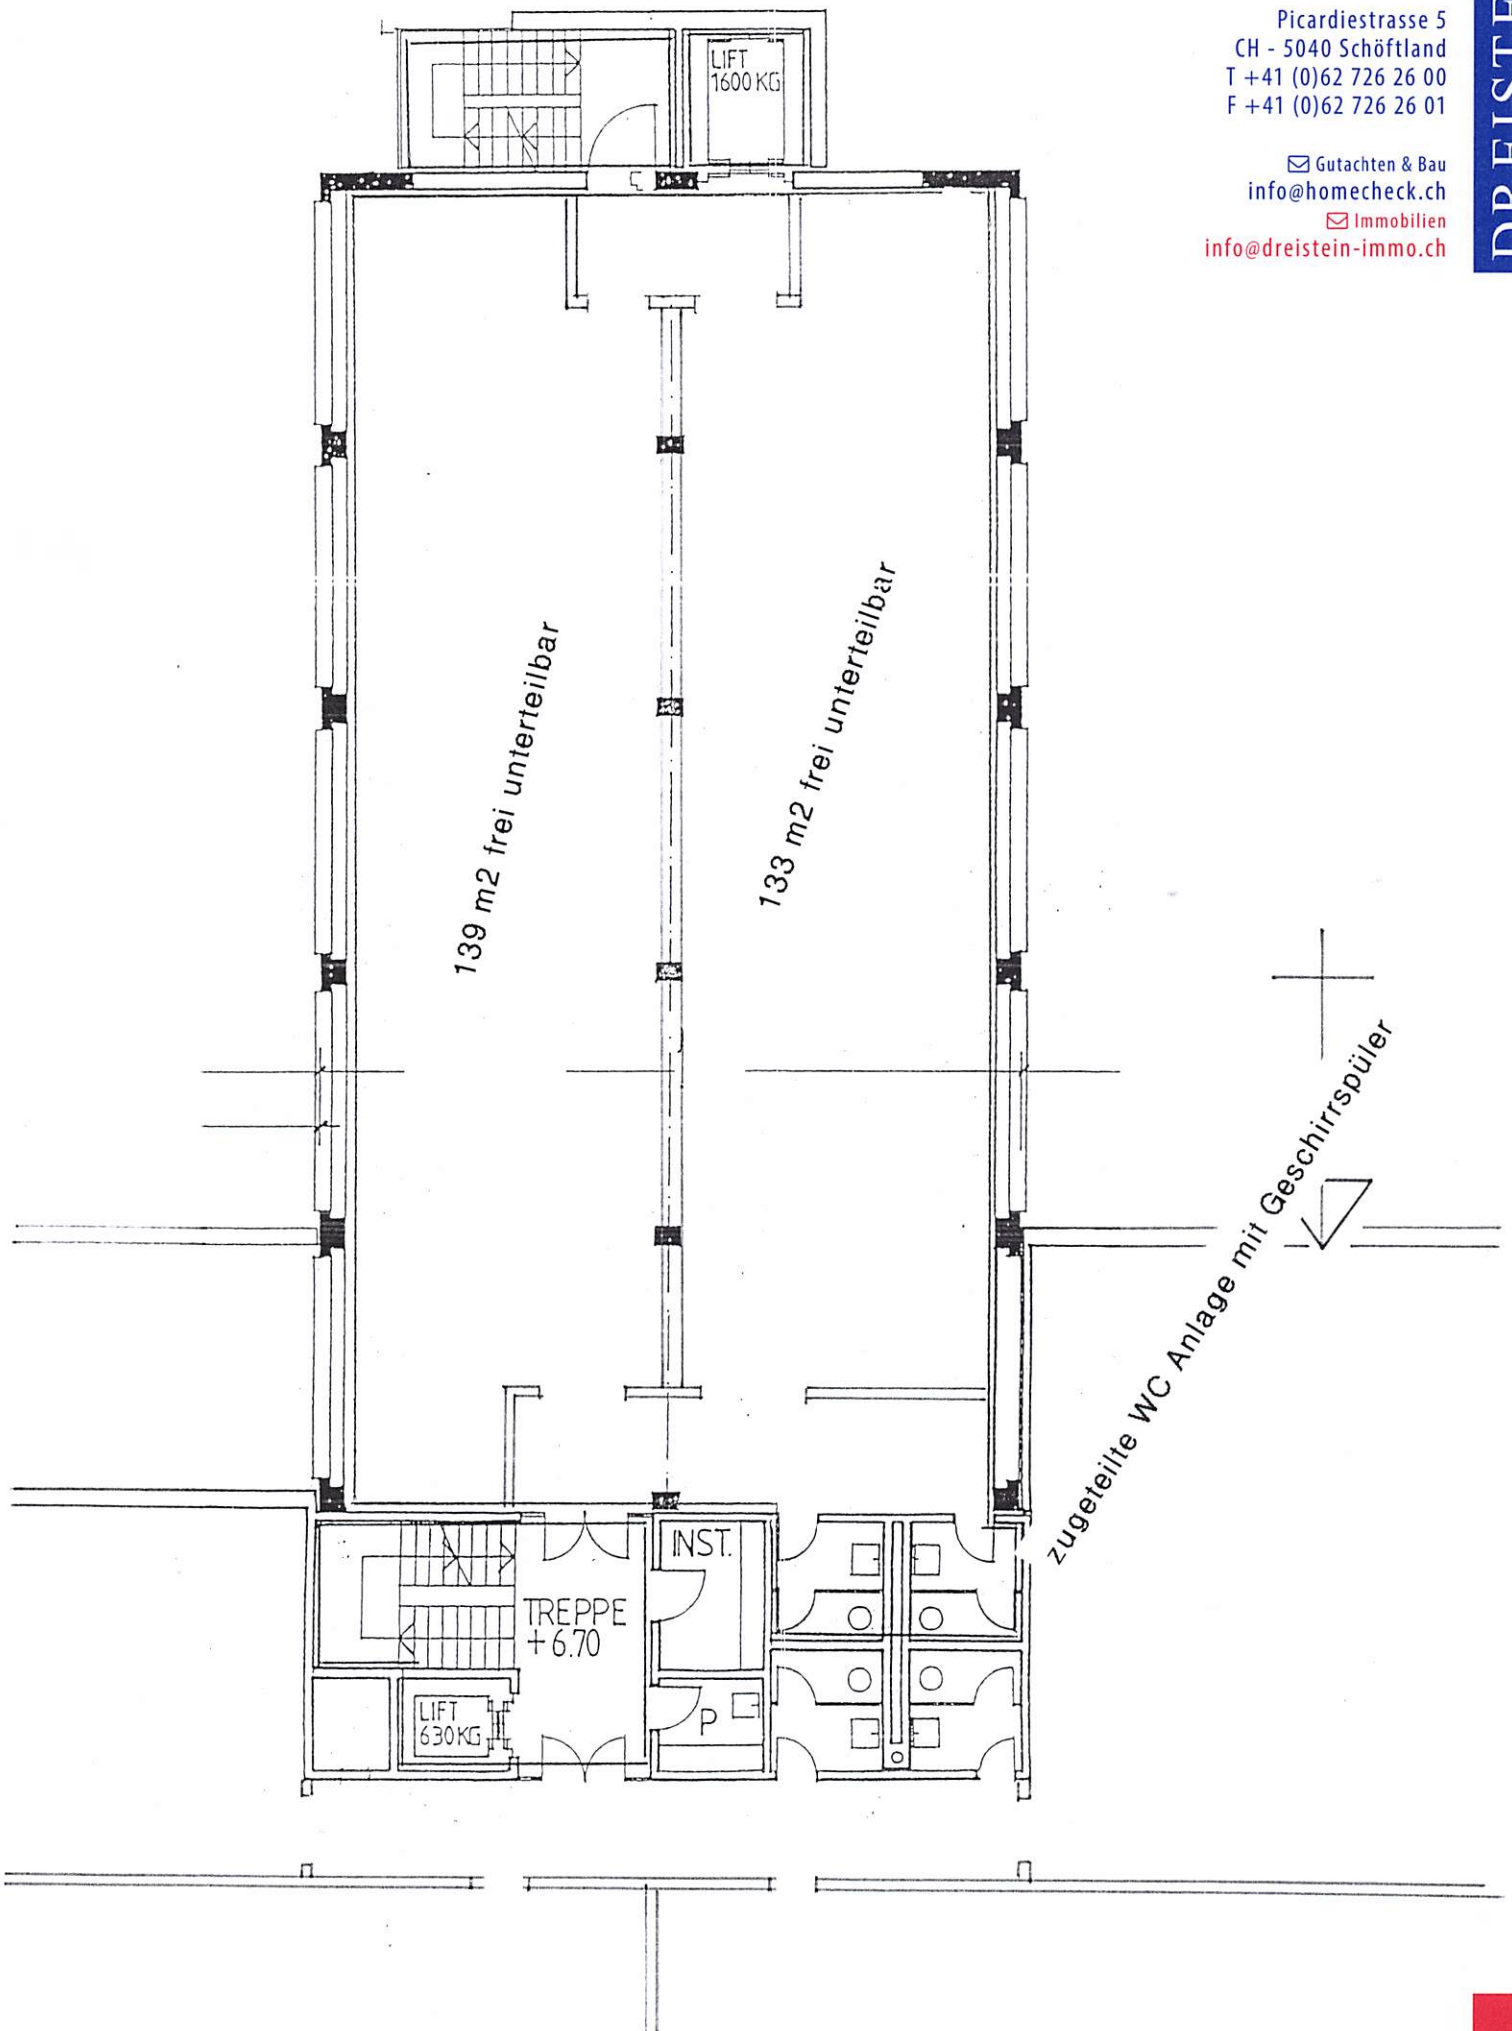 Picardiestrasse 5
CH - 5040 Schöftland
T +41 (0)62 726 26 00
F +41 (0)62 726 26 01
Gutachten & Bau
info@homecheck.ch
Immobilien
info@dreistein-immo.ch
LIFT
1600 KG
139 m2 frei unterteilbar
133 m2 frei unterteilbar
zugeteilte WC Anlage mit Geschirrspüler
INST.
TREPPE
+ 6.70
LIFT
630 KG
P